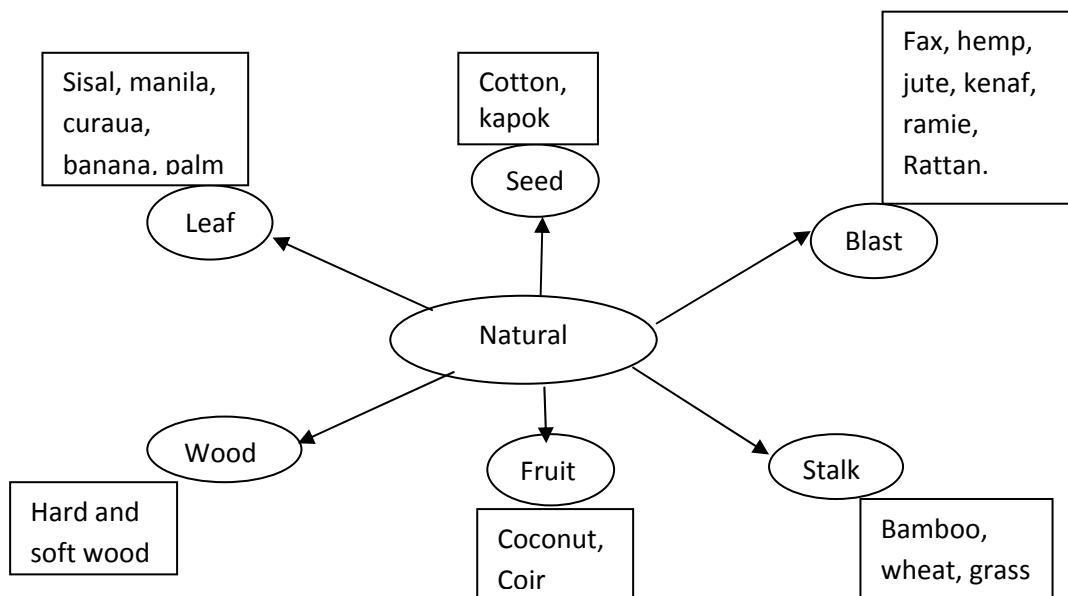 Sisal, manila,
curaua,
banana, palm
Leaf
Cotton,
kapok
Seed
Fax, hemp,
jute, kenaf,
ramie,
Rattan.
Blast
Natural
Wood
Hard and
soft wood
Fruit
Coconut,
Coir
Stalk
Bamboo,
wheat, grass